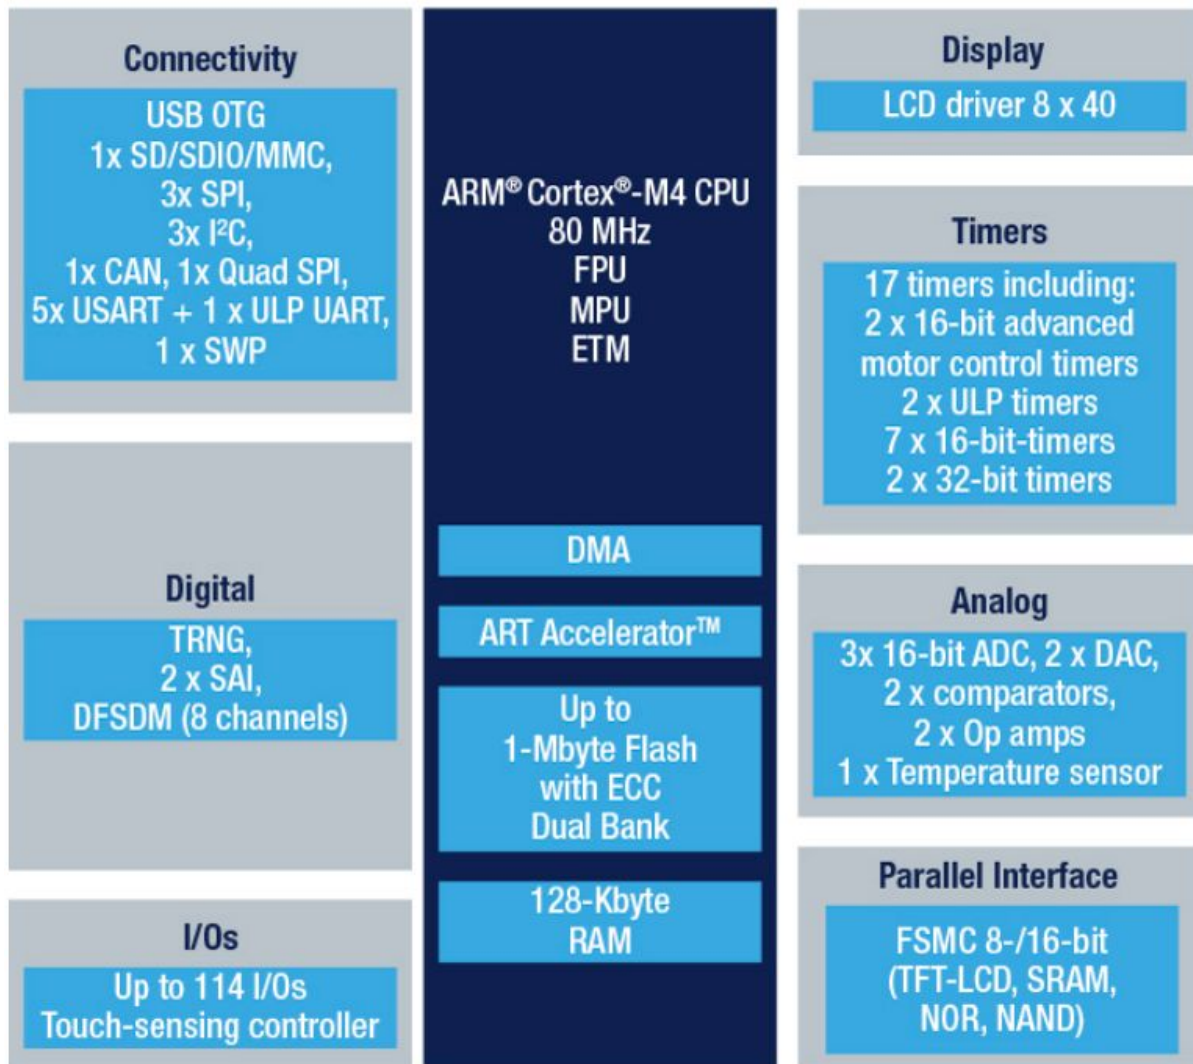 Connectivity
USB OTG
1x SD/SDIO/MMC,
3x SPI,
3x I²C,
1x CAN, 1x Quad SPI,
5x USART + 1 x ULP UART,
1 x SWP
Digital
TRNG,
2 x SAI,
DFSDM (8 channels)
I/Os
Up to 114 I/Os
Touch-sensing controller
ARM® Cortex®-M4 CPU
80 MHz
FPU
MPU
ETM
DMA
ART Accelerator™
Up to
1-Mbyte Flash
with ECC
Dual Bank
128-Kbyte
RAM
Display
LCD driver 8 x 40
Timers
17 timers including:
2 x 16-bit advanced
motor control timers
2 x ULP timers
7 x 16-bit-timers
2 x 32-bit timers
Analog
3x 16-bit ADC, 2 x DAC,
2 x comparators,
2 x Op amps
1 x Temperature sensor
Parallel Interface
FSMC 8-/16-bit
(TFT-LCD, SRAM,
NOR, NAND)